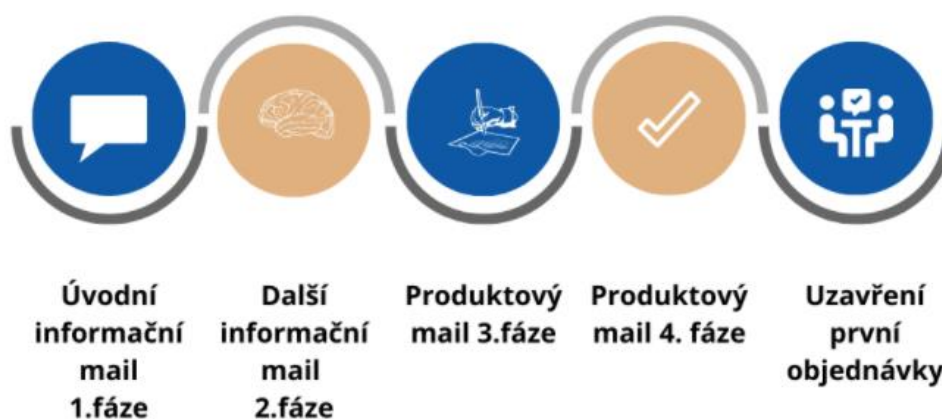 Úvodní
informační
mail
1.fáze
Další
informační
mail
2.fáze
Produktový
mail 3.fáze
Produktový
mail 4. fáze
Uzavření
první
objednávky